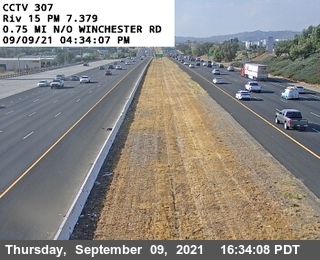 CCTV 307
Riv 15 PM 7.379
0.75 MI N/O WINCHESTER RD
09/09/21 04:34:07 PM
Thursday, September 09, 2021 16:34:08 PDT